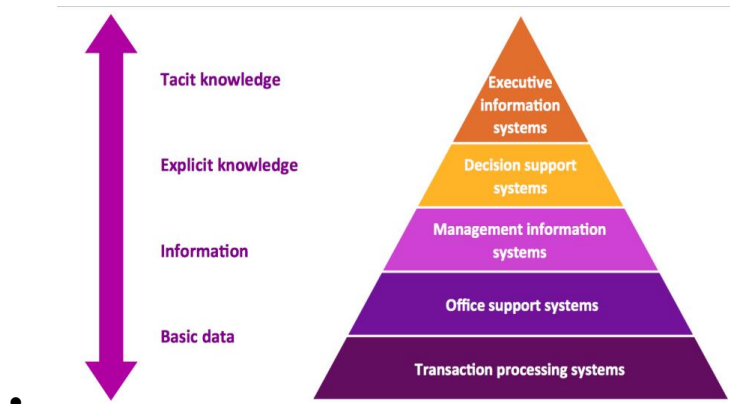 Tacit knowledge
Explicit knowledge
Information
Basic data
Executive
information
systems
Decision support
systems
Management information
systems
Office support systems
Transaction processing systems